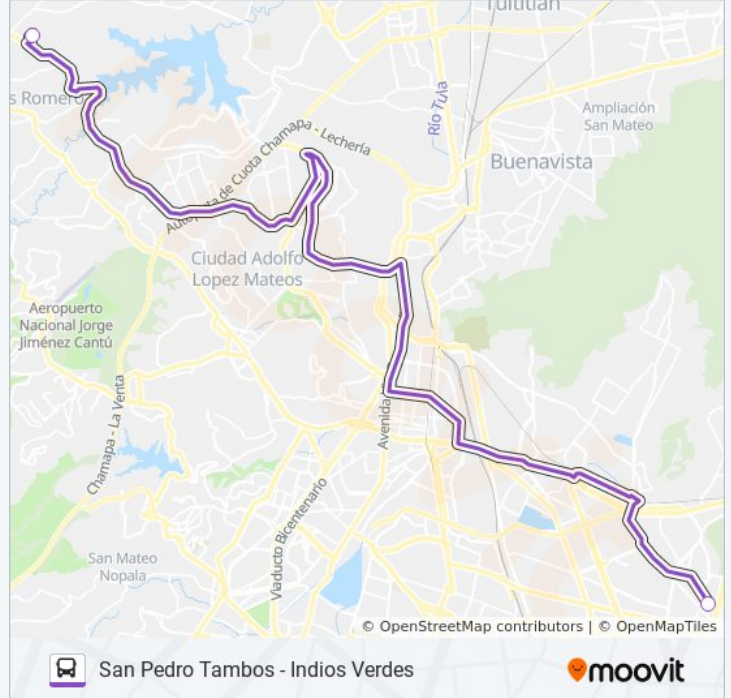 Tultitlán
s Romero
Río Tula
Ampliación
San Mateo
Autopista de Cuota Chamapa - Lechería
Buenavista
Ciudad Adolfo
Lopez Mateos
Aeropuerto
Nacional Jorge
Jiménez Cantú
Chamapa - La Venta
Avenida
Viaducto Bicentenario
San Mateo
Nopala
© OpenStreetMap contributors | © OpenMapTiles
San Pedro Tambos - Indios Verdes
moovit